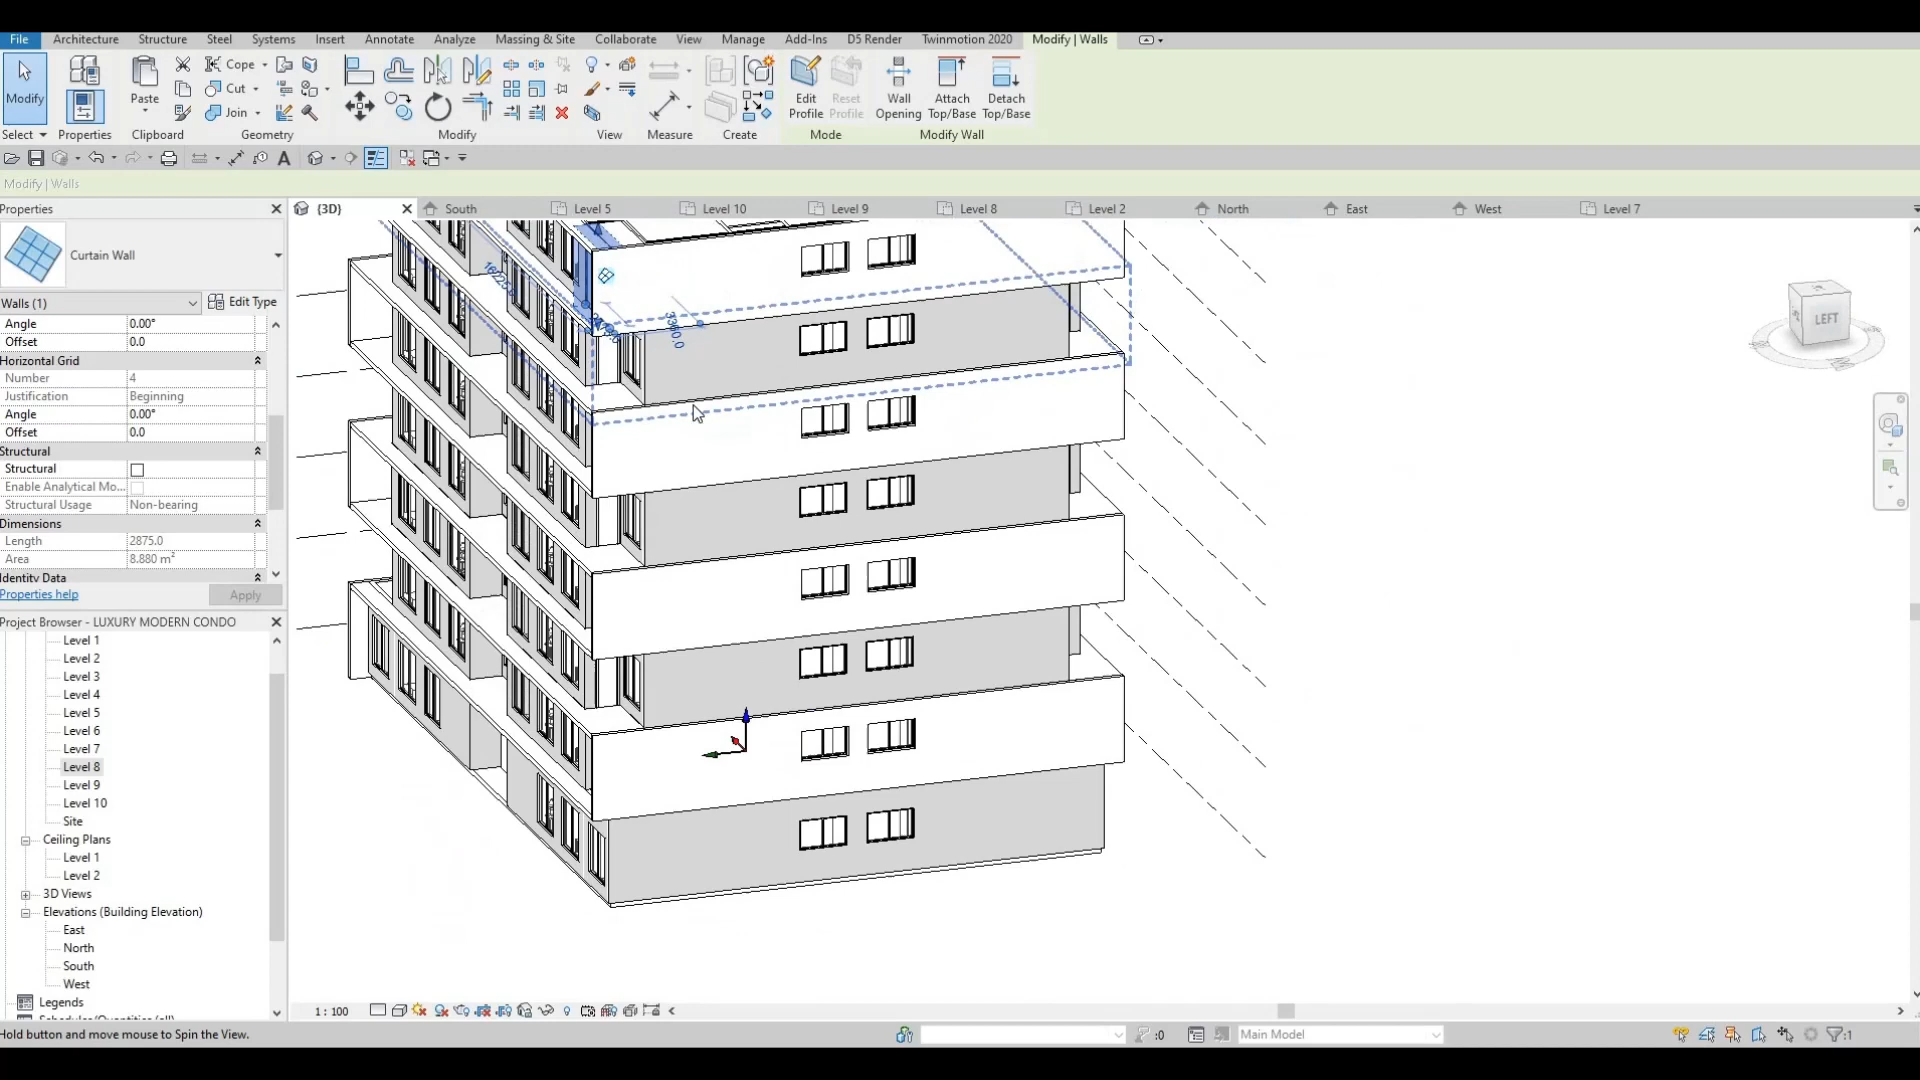 File Architecture Structure Steel Systems Insert Annotate Analyze Massing & Site Collaborate View Manage Add-Ins D5 Render Twinmotion 2020 Modify | Walls
Cope
Cut
Join
Modify
Paste
Edit Profile
Reset Profile
Wall Opening
Attach Top/Base
Detach Top/Base
Select Properties Clipboard Geometry Modify View Measure Create Mode Modify Wall
Modify | Walls
Properties
{3D} South Level 5 Level 10 Level 9 Level 8 Level 2 North East West Level 7
Curtain Wall
Walls (1) Edit Type
Angle 0.00°
Offset 0.0
Horizontal Grid
Number 4
Justification Beginning
Angle 0.00°
Offset 0.0
Structural
Structural
Enable Analytical Mo...
Structural Usage Non-bearing
Dimensions
Length 2875.0
Area 8.880 m²
Identity Data
Properties help Apply
Project Browser - LUXURY MODERN CONDO
Level 1
Level 2
Level 3
Level 4
Level 5
Level 6
Level 7
Level 8
Level 9
Level 10
Site
Ceiling Plans
Level 1
Level 2
3D Views
Elevations (Building Elevation)
East
North
South
West
Legends
LEFT
1 : 100
Hold button and move mouse to Spin the View.
:0
Main Model
:1